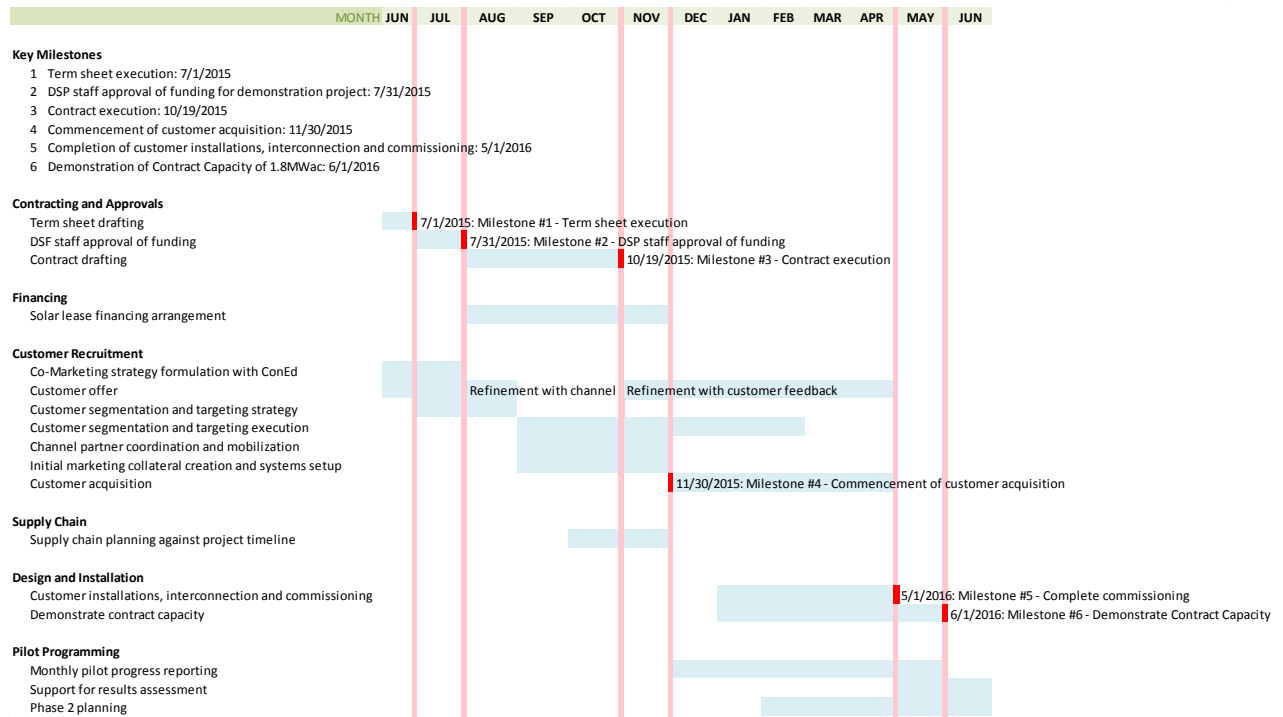 MONTH JUN JUL AUG SEP OCT NOV DEC JAN FEB MAR APR MAY JUN
Key Milestones
1 Term sheet execution: 7/1/2015
2 DSP staff approval of funding for demonstration project: 7/31/2015
3 Contract execution: 10/19/2015
4 Commencement of customer acquisition: 11/30/2015
5 Completion of customer installations, interconnection and commissioning: 5/1/2016
6 Demonstration of Contract Capacity of 1.8MWac: 6/1/2016
Contracting and Approvals
Term sheet drafting 7/1/2015: Milestone #1 - Term sheet execution
DSF staff approval of funding 7/31/2015: Milestone #2 - DSP staff approval of funding
Contract drafting 10/19/2015: Milestone #3 - Contract execution
Financing
Solar lease financing arrangement
Customer Recruitment
Co-Marketing strategy formulation with ConEd
Customer offer Refinement with channel Refinement with customer feedback
Customer segmentation and targeting strategy
Customer segmentation and targeting execution
Channel partner coordination and mobilization
Initial marketing collateral creation and systems setup
Customer acquisition 11/30/2015: Milestone #4 - Commencement of customer acquisition
Supply Chain
Supply chain planning against project timeline
Design and Installation
Customer installations, interconnection and commissioning 5/1/2016: Milestone #5 - Complete commissioning
Demonstrate contract capacity 6/1/2016: Milestone #6 - Demonstrate Contract Capacity
Pilot Programming
Monthly pilot progress reporting
Support for results assessment
Phase 2 planning